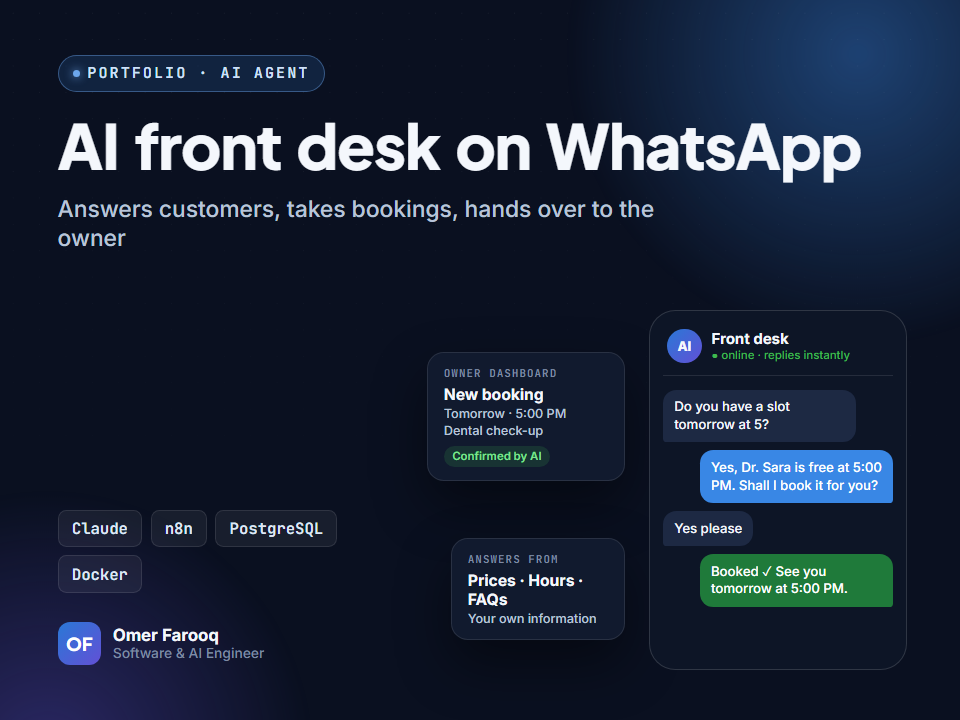 PORTFOLIO · AI AGENT
AI front desk on WhatsApp
Answers customers, takes bookings, hands over to the
owner
OWNER DASHBOARD
New booking
Tomorrow · 5:00 PM
Dental check-up
Confirmed by AI
ANSWERS FROM
Prices · Hours ·
FAQs
Your own information
AI
Front desk
● online · replies instantly
Do you have a slot
tomorrow at 5?
Yes, Dr. Sara is free at 5:00
PM. Shall I book it for you?
Yes please
Booked ✓ See you
tomorrow at 5:00 PM.
Claude
n8n
PostgreSQL
Docker
OF
Omer Farooq
Software & AI Engineer